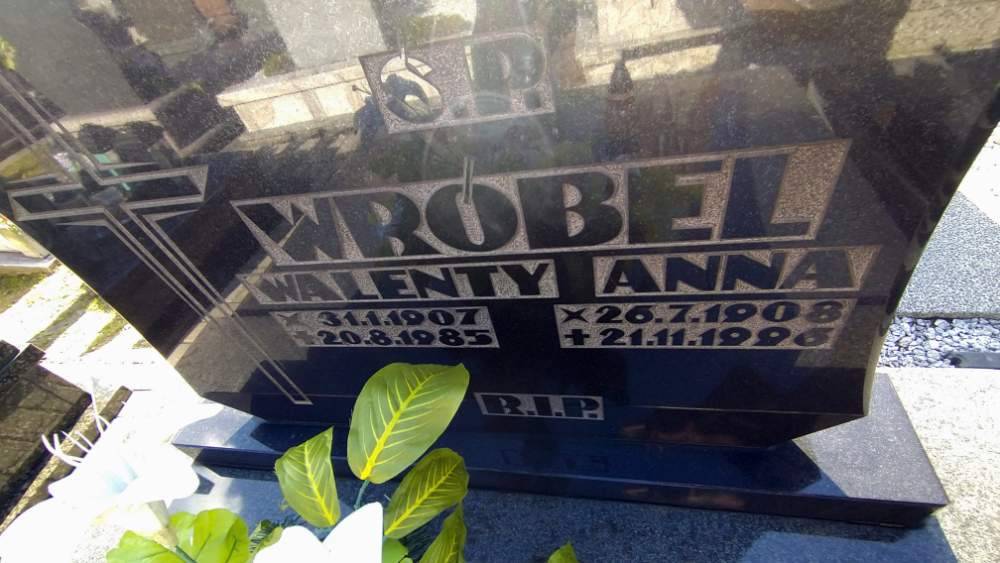 Ś.P.
WRÓBEL
WALENTY ANNA
×31.1.1907 ×26.7.1908
+20.8.1985 +21.11.1996
R.I.P.